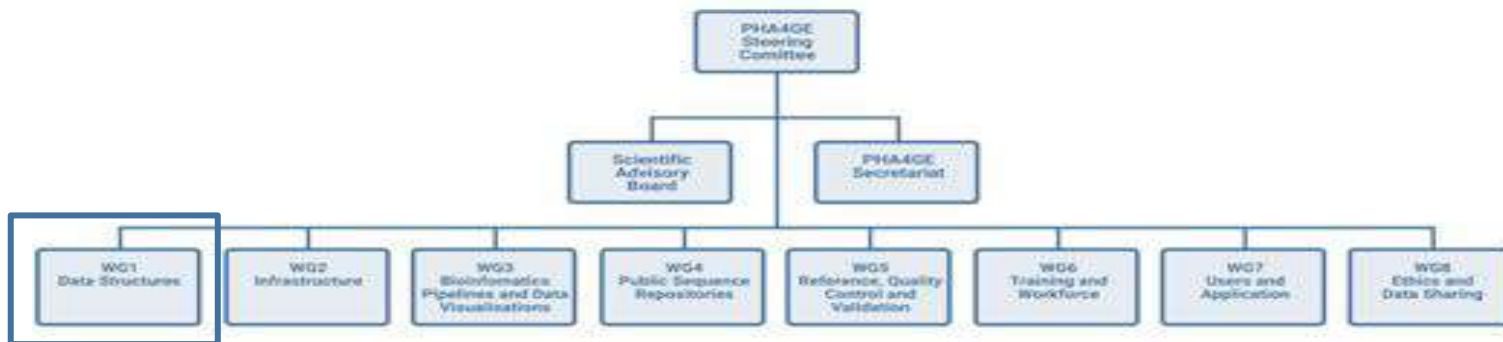 PHA4GE
Steering
Comittee
Scientific
Advisory
Board
PHA4GE
Secretariat
WG1
Data Structures
WG2
Infrastructure
WG3
Bioinfomatics
Pipelines and Data
Visualisations
WG4
Public Sequence
Repositories
WG5
Reference, Quality
Control and
Validation
WG6
Training and
Workforce
WG7
Users and
Application
WG8
Ethics and
Data Sharing